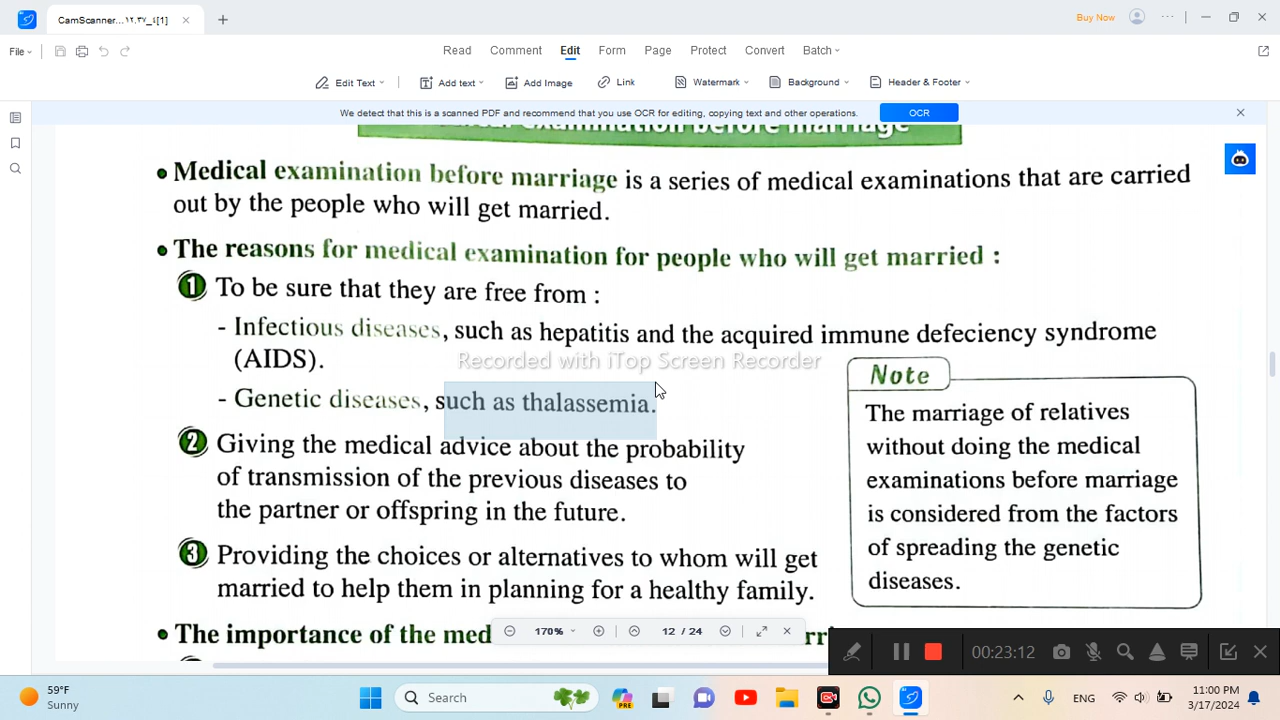 CamScanner...١٢,٣٧_٤[1]
Buy Now
File
Read Comment Edit Form Page Protect Convert Batch
Edit Text Add text Add Image Link Watermark Background Header & Footer
We detect that this is a scanned PDF and recommend that you use OCR for editing, copying text and other operations. OCR
examination before marriage
• Medical examination before marriage is a series of medical examinations that are carried
out by the people who will get married.
• The reasons for medical examination for people who will get married :
1 To be sure that they are free from :
- Infectious diseases, such as hepatitis and the acquired immune defeciency syndrome
(AIDS).
Recorded with iTop Screen Recorder
- Genetic diseases, such as thalassemia.
2 Giving the medical advice about the probability
of transmission of the previous diseases to
the partner or offspring in the future.
3 Providing the choices or alternatives to whom will get
married to help them in planning for a healthy family.
Note
The marriage of relatives
without doing the medical
examinations before marriage
is considered from the factors
of spreading the genetic
diseases.
• The importance of the med
170% 12 / 24
00:23:12
59°F
Sunny
Search
PRE
ENG
11:00 PM
3/17/2024